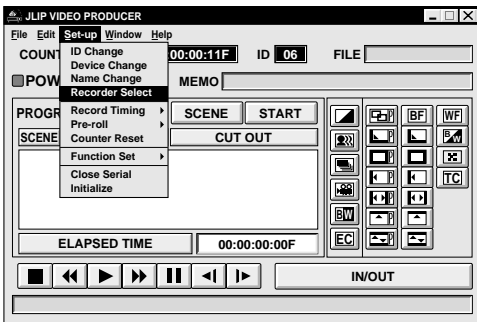 JLIP VIDEO PRODUCER
File Edit Set-up Window Help
COUNT 00:00:11F ID 06 FILE
POW MEMO
ID Change
Device Change
Name Change
Recorder Select
Record Timing
Pre-roll
Counter Reset
Function Set
Close Serial
Initialize
PROGR SCENE START
SCENE CUT OUT
P BF WF
P B/W
P
P TC
P
BW P
EC P
ELAPSED TIME 00:00:00:00F
IN/OUT